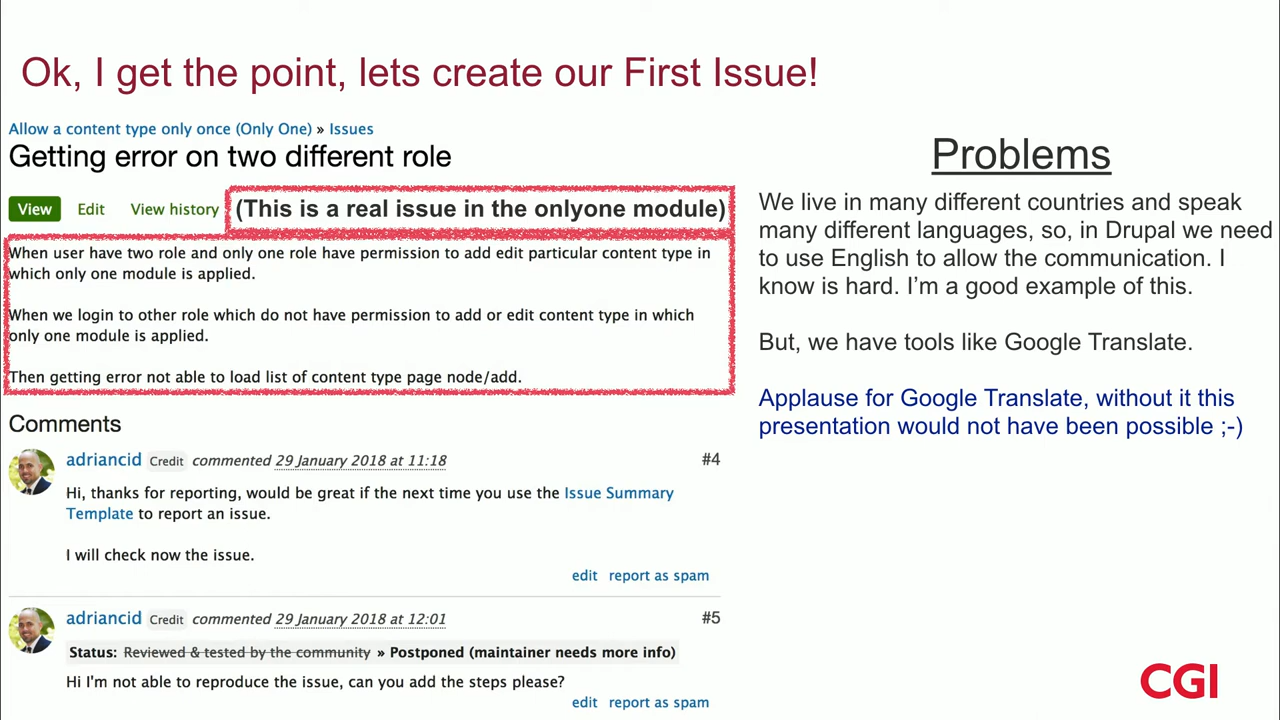 Ok, I get the point, lets create our First Issue!
Allow a content type only once (Only One) » Issues
Getting error on two different role
View Edit View history (This is a real issue in the onlyone module)
When user have two role and only one role have permission to add edit particular content type in
which only one module is applied.
When we login to other role which do not have permission to add or edit content type in which
only one module is applied.
Then getting error not able to load list of content type page node/add.
Comments
adriancid Credit commented 29 January 2018 at 11:18 #4
Hi, thanks for reporting, would be great if the next time you use the Issue Summary
Template to report an issue.
I will check now the issue.
edit report as spam
adriancid Credit commented 29 January 2018 at 12:01 #5
Status: Reviewed & tested by the community » Postponed (maintainer needs more info)
Hi I'm not able to reproduce the issue, can you add the steps please?
edit report as spam
Problems
We live in many different countries and speak
many different languages, so, in Drupal we need
to use English to allow the communication. I
know is hard. I’m a good example of this.
But, we have tools like Google Translate.
Applause for Google Translate, without it this
presentation would not have been possible ;-)
CGI